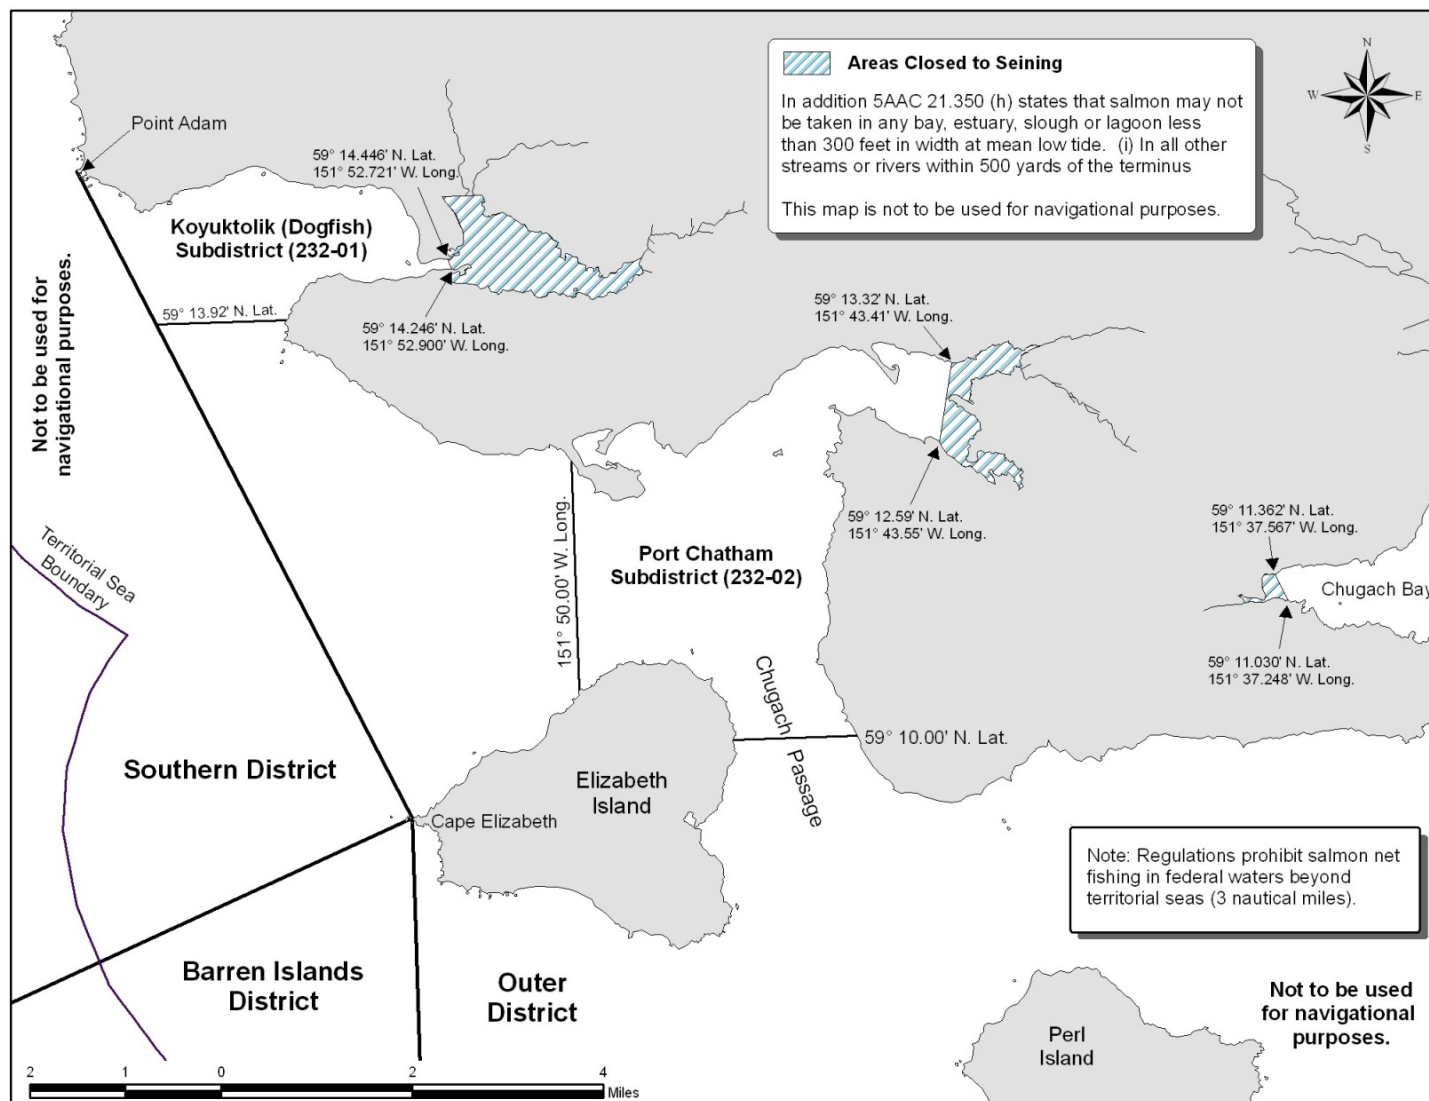 Areas Closed to Seining
In addition 5AAC 21.350 (h) states that salmon may not
be taken in any bay, estuary, slough or lagoon less
than 300 feet in width at mean low tide. (i) In all other
streams or rivers within 500 yards of the terminus
This map is not to be used for navigational purposes.
N
W
E
S
Point Adam
59° 14.446' N. Lat.
151° 52.721' W. Long.
Koyuktolik (Dogfish)
Subdistrict (232-01)
Not to be used for
navigational purposes.
59° 13.92' N. Lat.
59° 14.246' N. Lat.
151° 52.900' W. Long.
59° 13.32' N. Lat.
151° 43.41' W. Long.
59° 12.59' N. Lat.
151° 43.55' W. Long.
59° 11.362' N. Lat.
151° 37.567' W. Long.
Chugach Bay
59° 11.030' N. Lat.
151° 37.248' W. Long.
Territorial Sea
Boundary
151° 50.00' W. Long.
Port Chatham
Subdistrict (232-02)
Chugach
Passage
59° 10.00' N. Lat.
Southern District
Elizabeth
Island
Cape Elizabeth
Note: Regulations prohibit salmon net
fishing in federal waters beyond
territorial seas (3 nautical miles).
Barren Islands
District
Outer
District
Perl
Island
Not to be used
for navigational
purposes.
2 1 0 2 4
Miles